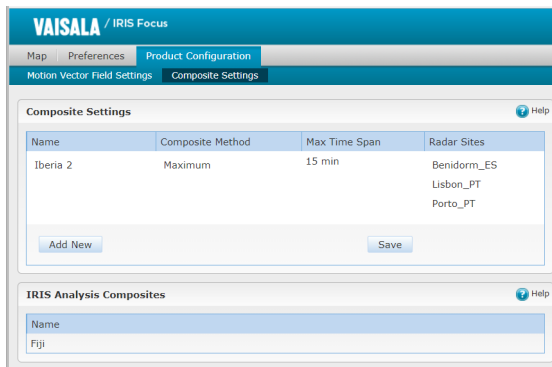 VAISALA / IRIS Focus
Map Preferences Product Configuration
Motion Vector Field Settings Composite Settings
Composite Settings ? Help
Name Composite Method Max Time Span Radar Sites
Iberia 2 Maximum 15 min Benidorm_ES
Lisbon_PT
Porto_PT
Add New Save
IRIS Analysis Composites ? Help
Name
Fiji